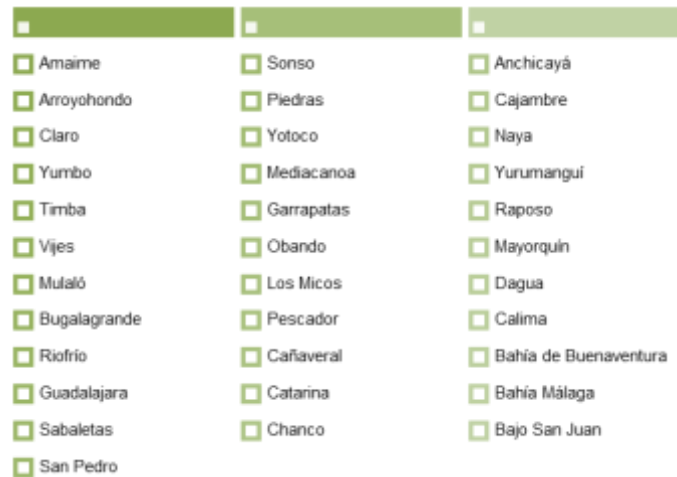 Amaime
Arroyohondo
Claro
Yumbo
Timba
Vijes
Mulaló
Bugalagrande
Riofrío
Guadalajara
Sabaletas
San Pedro
Sonso
Piedras
Yotoco
Mediacanoa
Garrapatas
Obando
Los Micos
Pescador
Cañaveral
Catarina
Chanco
Anchicayá
Cajambre
Naya
Yurumanguí
Raposo
Mayorquín
Dagua
Calima
Bahía de Buenaventura
Bahía Málaga
Bajo San Juan